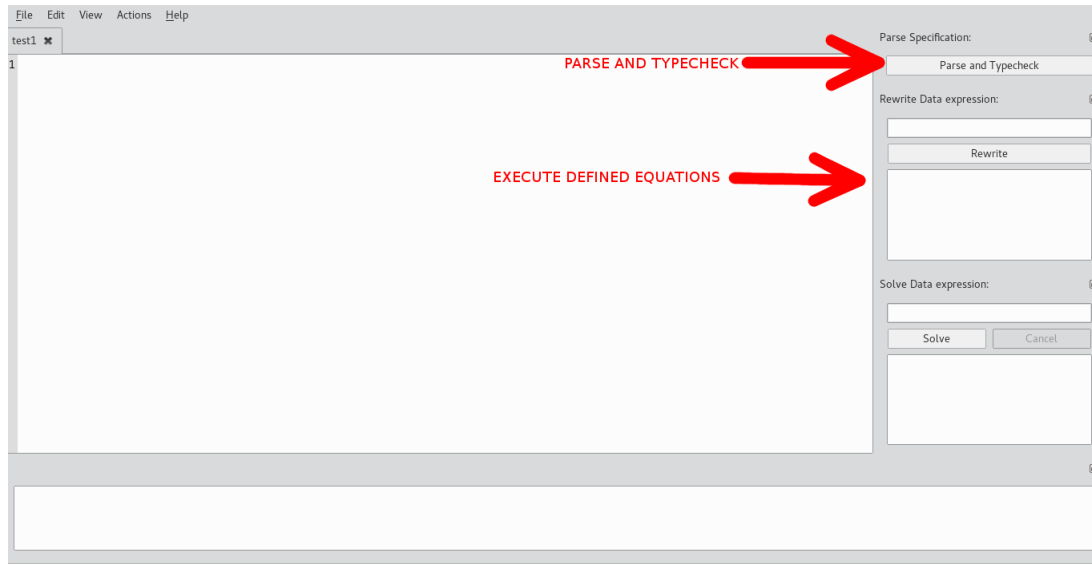 File Edit View Actions Help
test1 ✖
Parse Specification:
1
PARSE AND TYPECHECK
Parse and Typecheck
Rewrite Data expression:
Rewrite
EXECUTE DEFINED EQUATIONS
Solve Data expression:
Solve Cancel